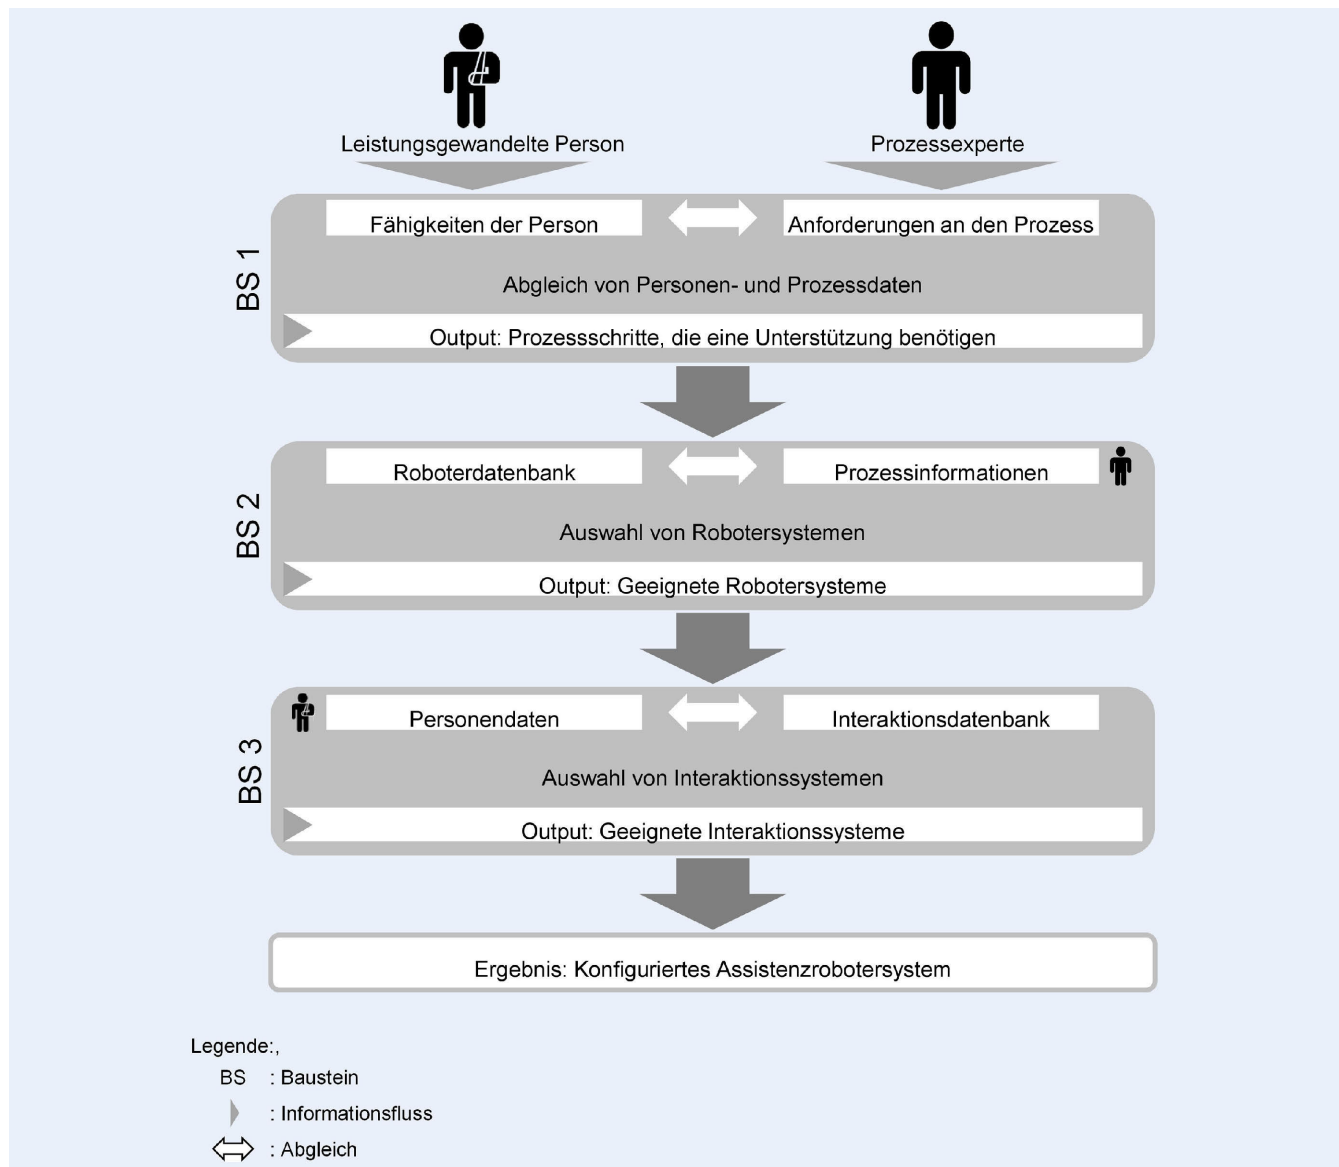 Leistungsgewandelte Person
Prozessexperte
BS 1
Fähigkeiten der Person
Anforderungen an den Prozess
Abgleich von Personen- und Prozessdaten
Output: Prozessschritte, die eine Unterstützung benötigen
BS 2
Roboterdatenbank
Prozessinformationen
Auswahl von Robotersystemen
Output: Geeignete Robotersysteme
BS 3
Personendaten
Interaktionsdatenbank
Auswahl von Interaktionssystemen
Output: Geeignete Interaktionssysteme
Ergebnis: Konfiguriertes Assistenzrobotersystem
Legende:,
BS : Baustein
: Informationsfluss
: Abgleich